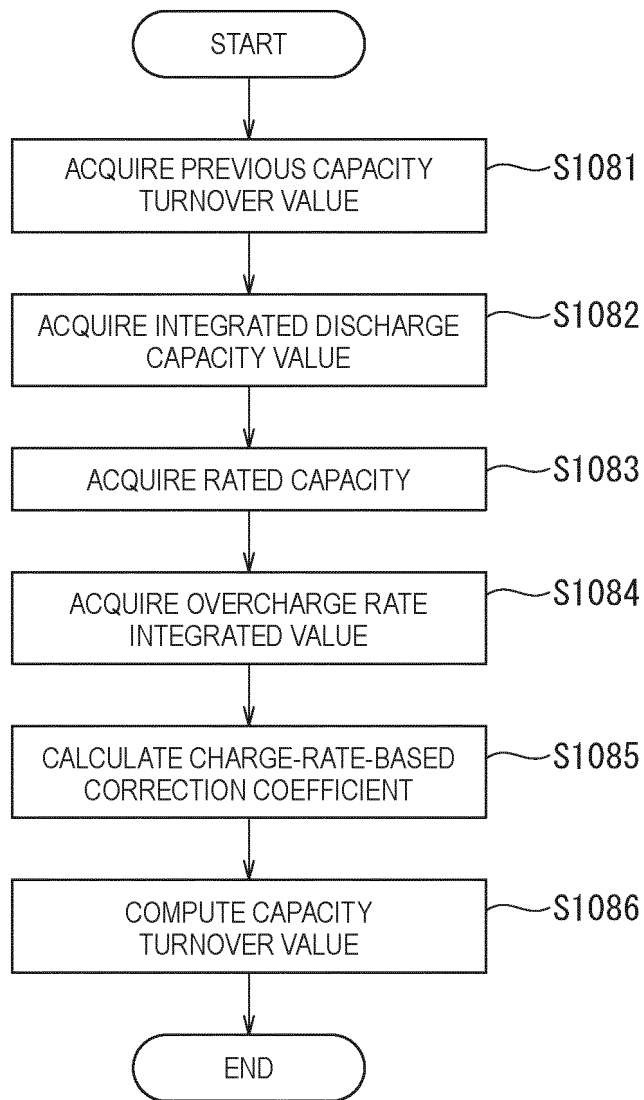 START
ACQUIRE PREVIOUS CAPACITY
TURNOVER VALUE
S1081
ACQUIRE INTEGRATED DISCHARGE
CAPACITY VALUE
S1082
ACQUIRE RATED CAPACITY
S1083
ACQUIRE OVERCHARGE RATE
INTEGRATED VALUE
S1084
CALCULATE CHARGE-RATE-BASED
CORRECTION COEFFICIENT
S1085
COMPUTE CAPACITY
TURNOVER VALUE
S1086
END